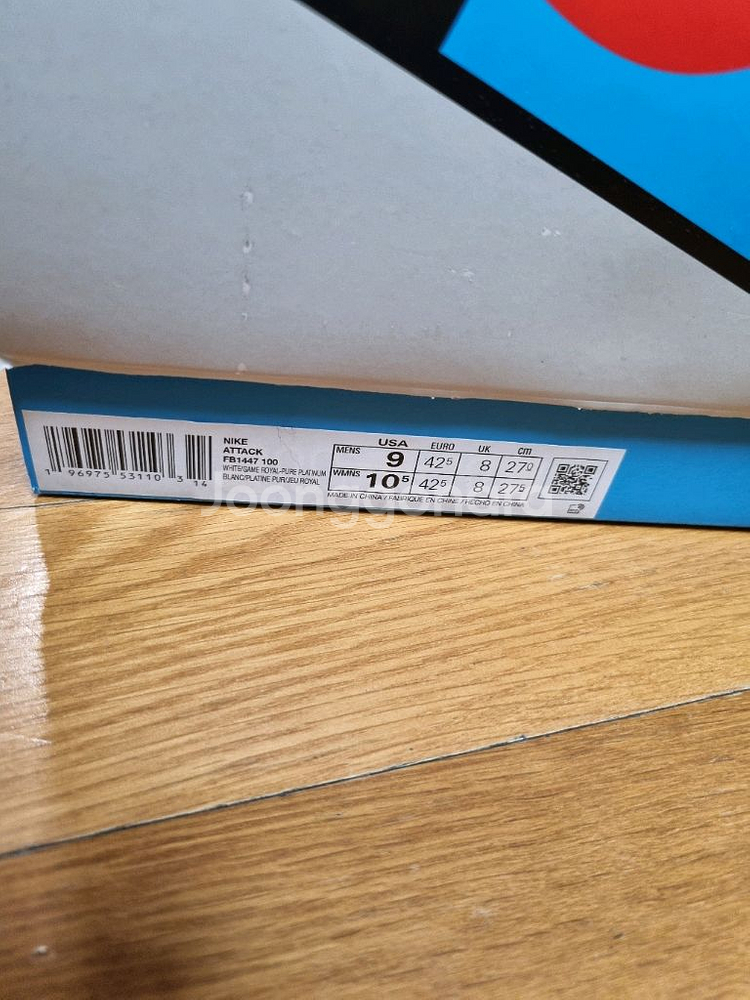 NIKE
ATTACK
FB1447 100
WHITE/GAME ROYAL-PURE PLATINUM
BLANC/PLATINE PUR/JEU ROYAL
1 96975 53110 3 14
USA EURO UK cm
MENS 9 42.5 8 27.0
WMNS 10.5 42.5 8 27.5
MADE IN CHINA / FABRIQUÉ EN CHINE / HECHO EN CHINA
Joonggonara